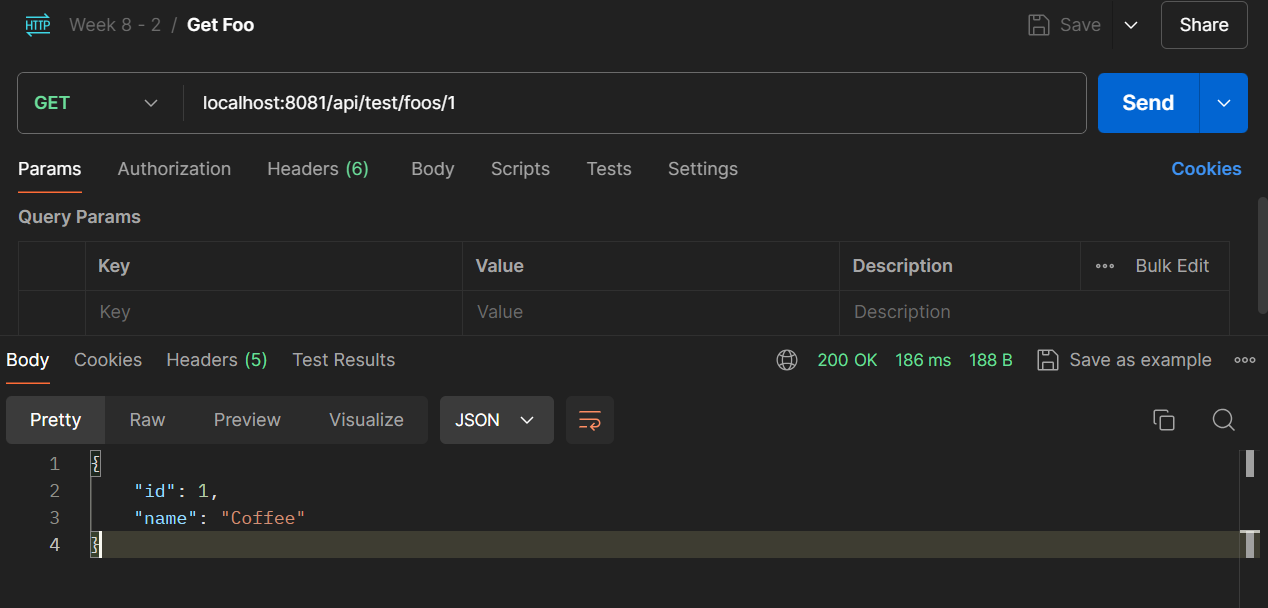 HTTP Week 8 - 2 / Get Foo Save Share
GET localhost:8081/api/test/foos/1 Send
Params Authorization Headers (6) Body Scripts Tests Settings Cookies
Query Params
Key Value Description Bulk Edit
Key Value Description
Body Cookies Headers (5) Test Results 200 OK 186 ms 188 B Save as example
Pretty Raw Preview Visualize JSON
1 {
2 "id": 1,
3 "name": "Coffee"
4 }